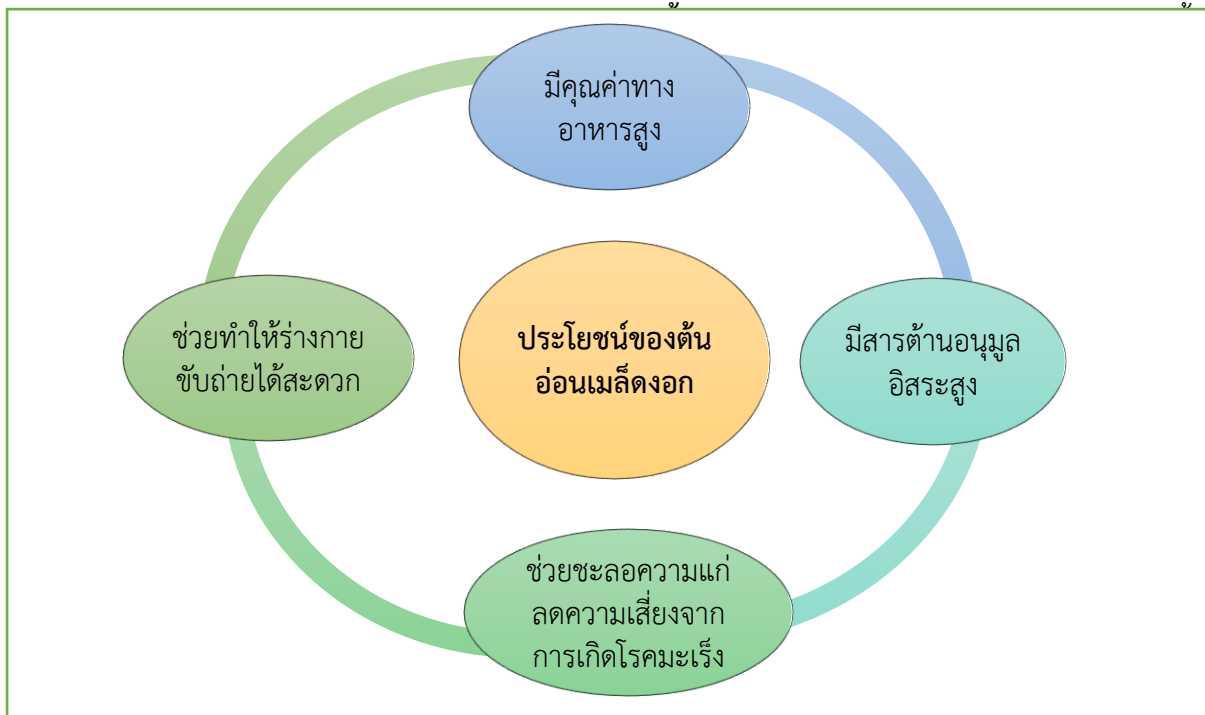 มีคุณค่าทาง
อาหารสูง
ช่วยทำให้ร่างกาย
ขับถ่ายได้สะดวก
ประโยชน์ของต้น
อ่อนเมล็ดงอก
มีสารต้านอนุมูล
อิสระสูง
ช่วยชะลอความแก่
ลดความเสี่ยงจาก
การเกิดโรคมะเร็ง